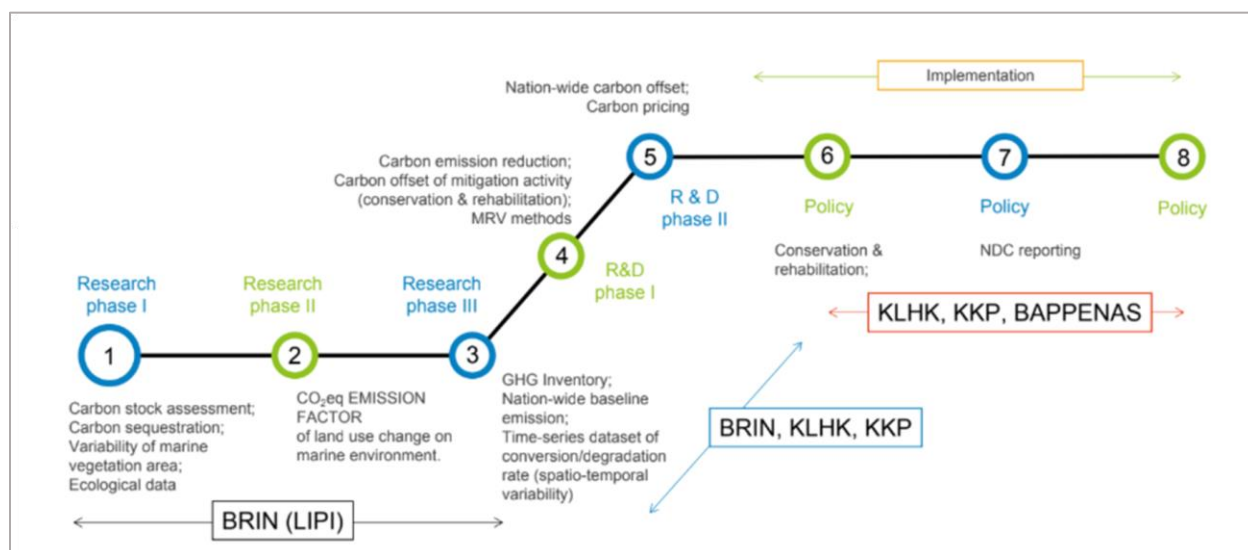 Nation-wide carbon offset;
Carbon pricing
Implementation
5
6
7
8
Carbon emission reduction;
Carbon offset of mitigation activity
(conservation & rehabilitation);
MRV methods
R & D
phase II
Policy
Policy
Policy
4
Conservation &
rehabilitation;
NDC reporting
R&D
phase I
Research
phase I
Research
phase II
Research
phase III
KLHK, KKP, BAPPENAS
1
2
3
Carbon stock assessment;
Carbon sequestration;
Variability of marine
vegetation area;
Ecological data
CO₂eq EMISSION
FACTOR
of land use change on
marine environment.
GHG Inventory;
Nation-wide baseline
emission;
Time-series dataset of
conversion/degradation
rate (spatio-temporal
variability)
BRIN, KLHK, KKP
BRIN (LIPI)